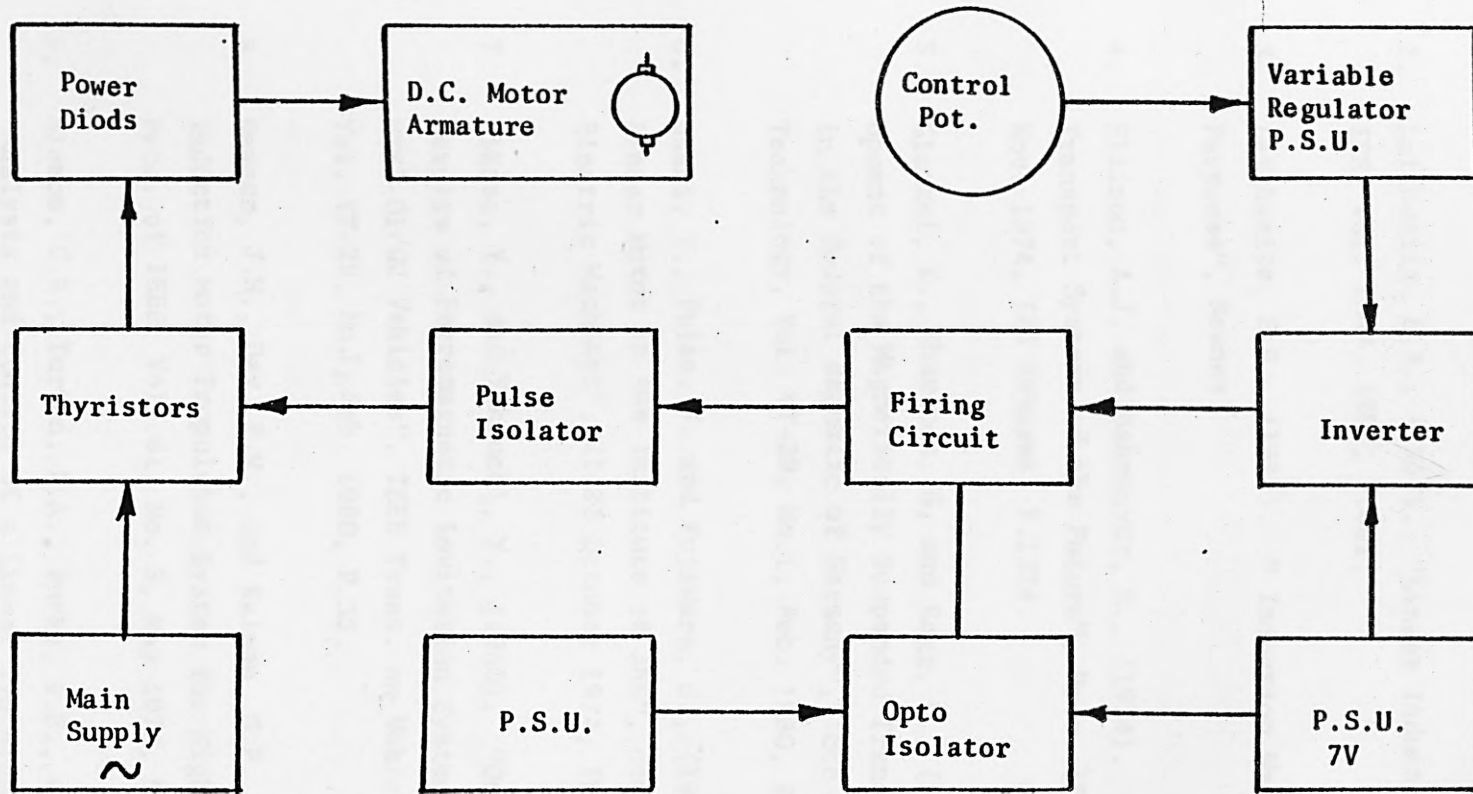 Power
Diods
D.C. Motor
Armature
Control
Pot.
Variable
Regulator
P.S.U.
Thyristors
Pulse
Isolator
Firing
Circuit
Inverter
Main
Supply
~
P.S.U.
Opto
Isolator
P.S.U.
7V